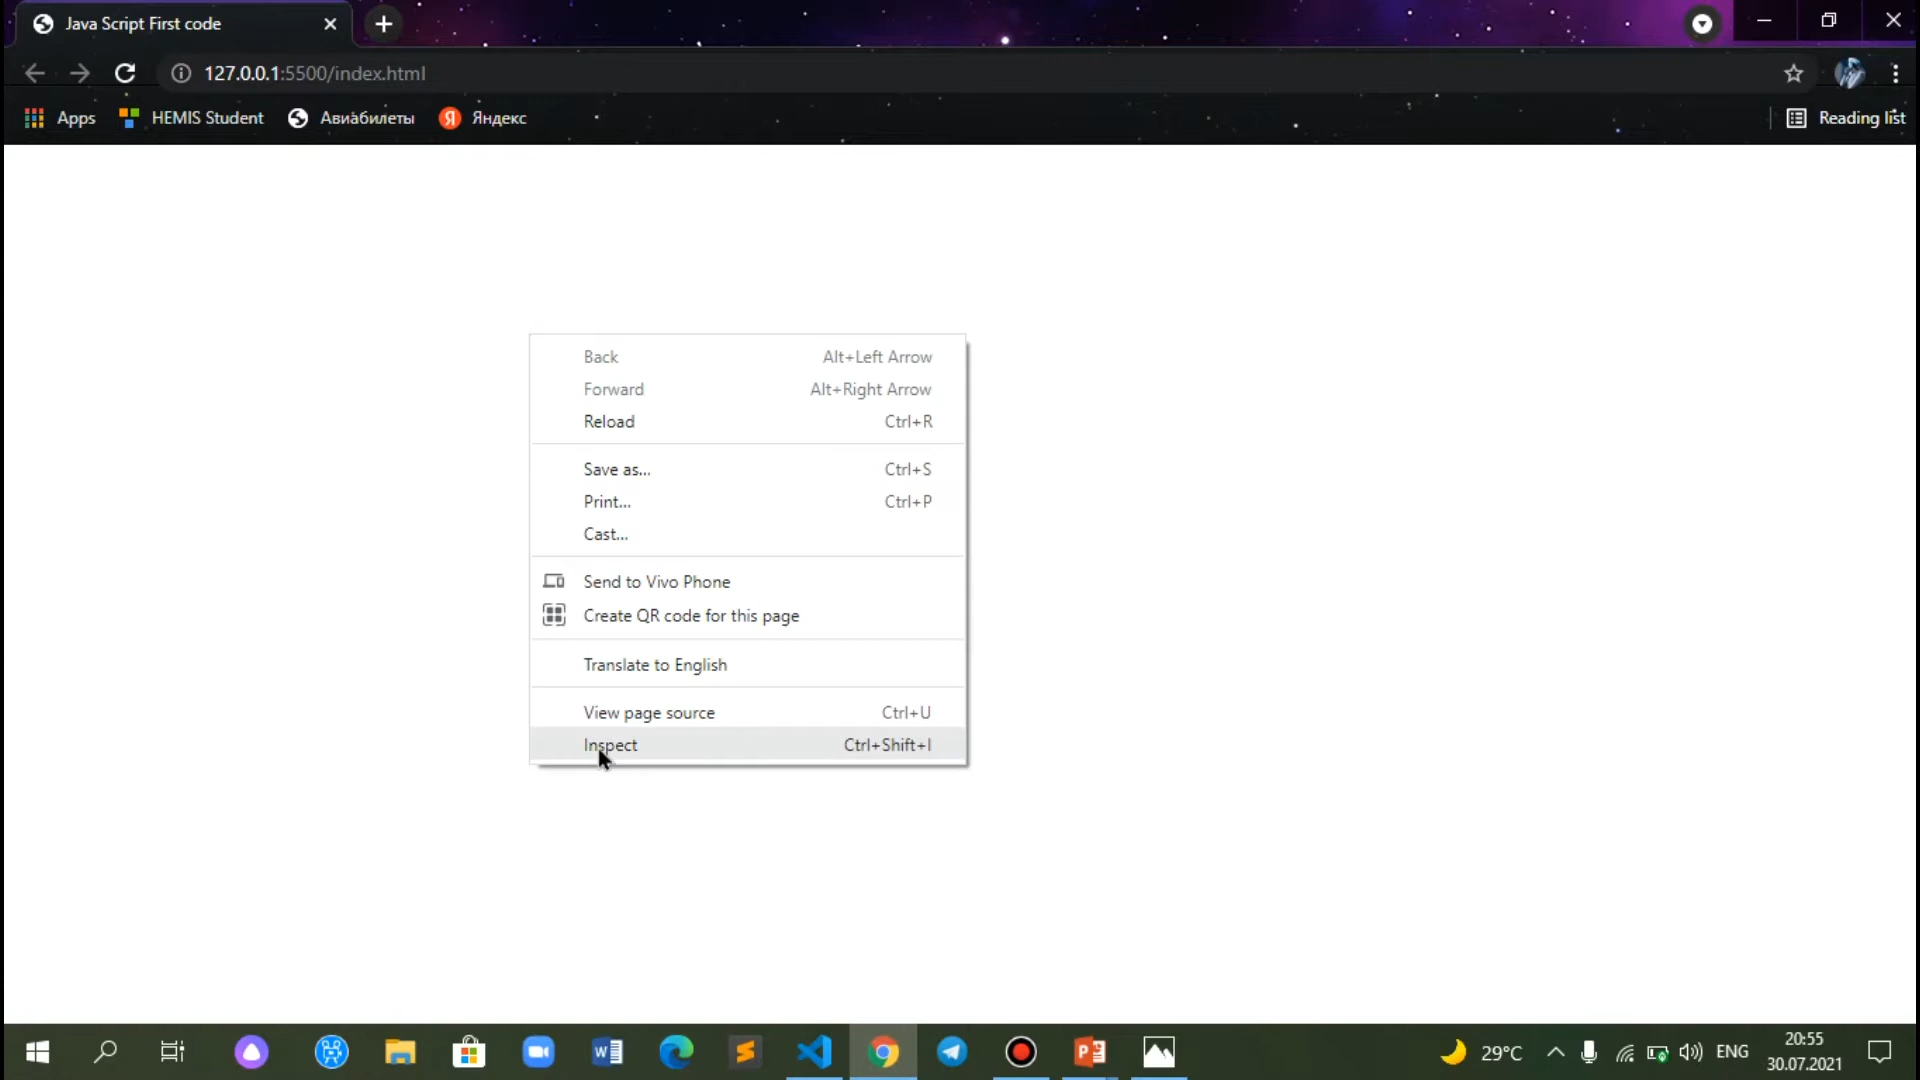 Java Script First code
127.0.0.1:5500/index.html
Apps HEMIS Student Авиабилеты Яндекс Reading list
Back Alt+Left Arrow
Forward Alt+Right Arrow
Reload Ctrl+R
Save as... Ctrl+S
Print... Ctrl+P
Cast...
Send to Vivo Phone
Create QR code for this page
Translate to English
View page source Ctrl+U
Inspect Ctrl+Shift+I
29°C ENG 20:55
30.07.2021